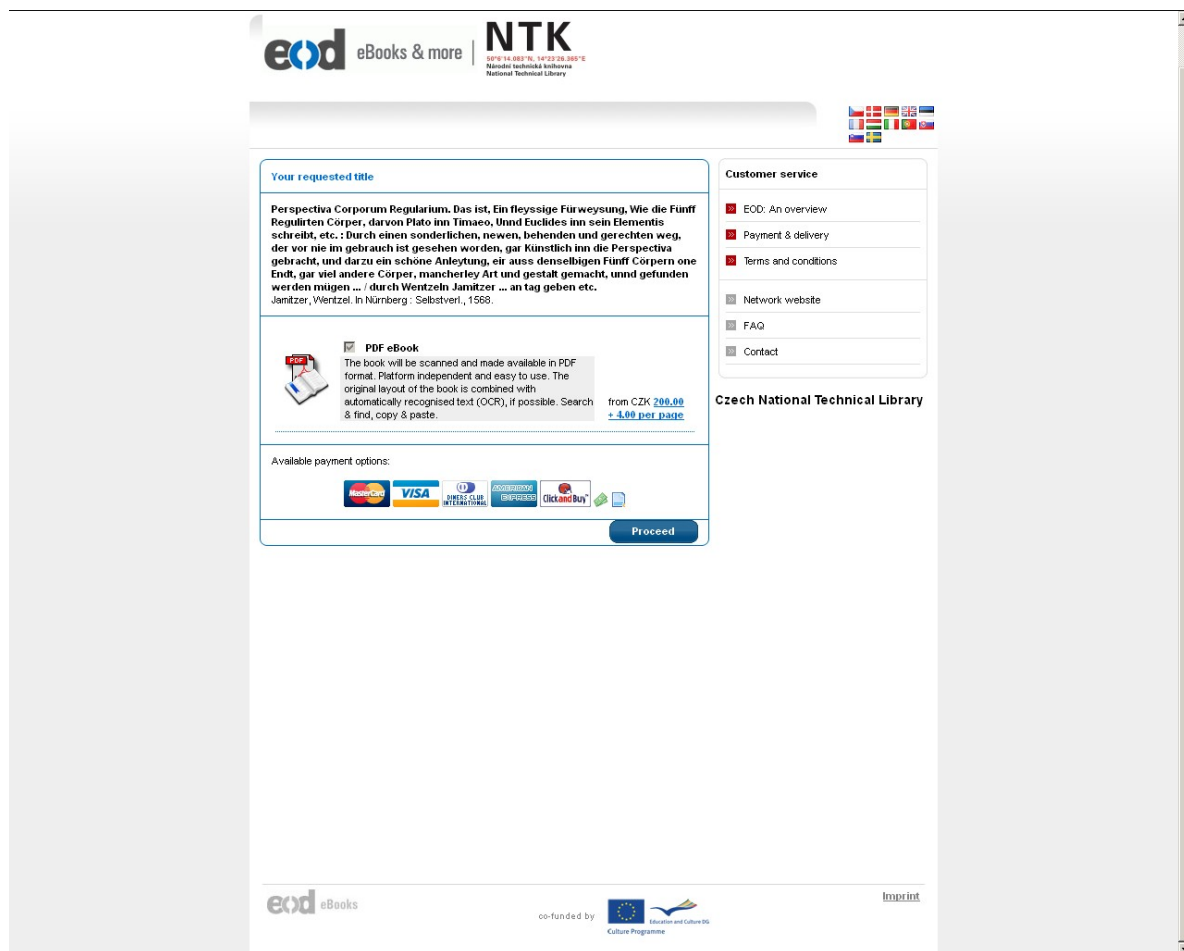 eod eBooks & more
NTK
50°6'14.083"N, 14°23'26.365"E
Národní technická knihovna
National Technical Library
Your requested title
Perspectiva Corporum Regularium. Das ist, Ein fleyssige Fürweysung, Wie die Fünff
Regulirten Cörper, darvon Plato inn Timaeo, Unnd Euclides inn sein Elementis
schreibt, etc. : Durch einen sonderlichen, newen, behenden und gerechten weg,
der vor nie im gebrauch ist gesehen worden, gar Künstlich inn die Perspectiva
gebracht, und darzu ein schöne Anleytung, eir auss denselbigen Fünff Cörpern one
Endt, gar viel andere Cörper, mancherley Art und gestalt gemacht, unnd gefunden
werden mügen ... / durch Wentzeln Jamitzer ... an tag geben etc.
Jamitzer, Wentzel. In Nürnberg : Selbstverl., 1568.
PDF
PDF eBook
The book will be scanned and made available in PDF
format. Platform independent and easy to use. The
original layout of the book is combined with
automatically recognised text (OCR), if possible. Search
& find, copy & paste.
from CZK 200.00
+ 4.00 per page
Available payment options:
MasterCard
VISA
DINERS CLUB
INTERNATIONAL
AMERICAN
EXPRESS
ClickandBuy
Proceed
Customer service
EOD: An overview
Payment & delivery
Terms and conditions
Network website
FAQ
Contact
Czech National Technical Library
eod eBooks
co-funded by
Education and Culture DG
Culture Programme
Imprint